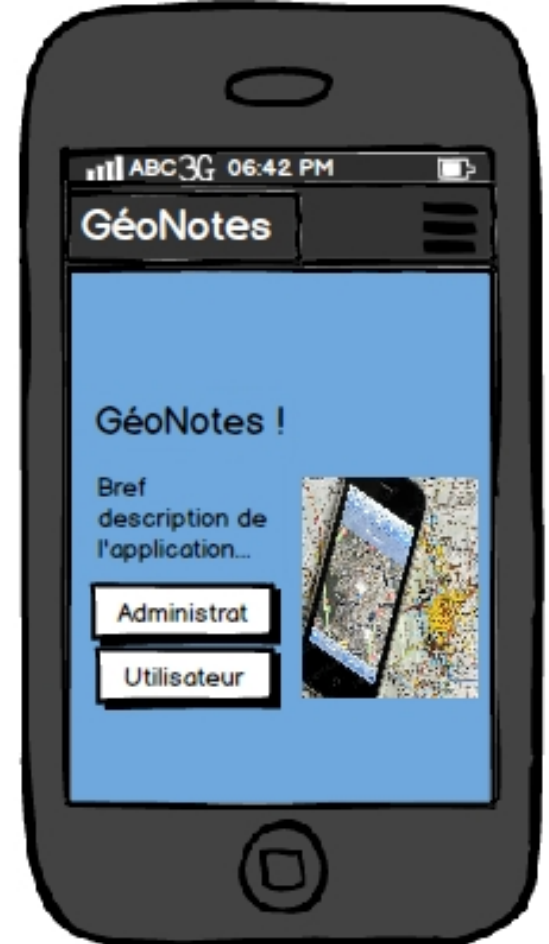 ABC 3G 06:42 PM
GéoNotes
GéoNotes !
Bref
description de
l'application...
Administrat
Utilisateur